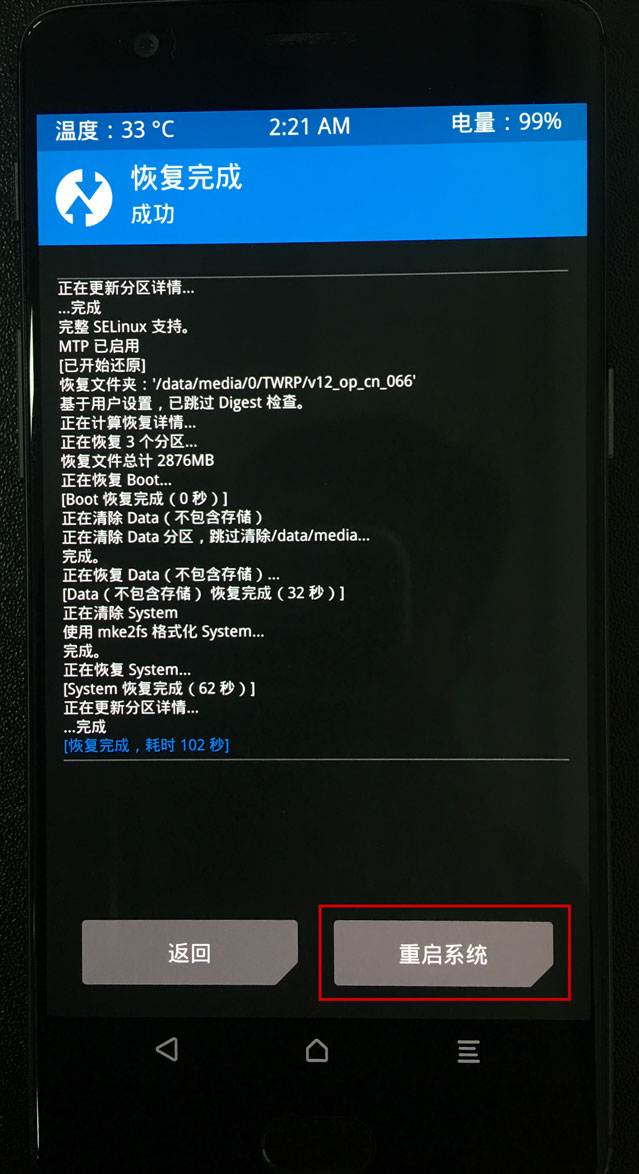 温度：33 °C 2:21 AM 电量：99%
恢复完成
成功
正在更新分区详情...
...完成
完整 SELinux 支持。
MTP 已启用
[已开始还原]
恢复文件夹：'/data/media/0/TWRP/v12_op_cn_066'
基于用户设置，已跳过 Digest 检查。
正在计算恢复详情...
正在恢复 3 个分区...
恢复文件总计 2876MB
正在恢复 Boot...
[Boot 恢复完成（0 秒）]
正在清除 Data（不包含存储）
正在清除 Data 分区，跳过清除/data/media...
完成。
正在恢复 Data（不包含存储）...
[Data（不包含存储） 恢复完成（32 秒）]
正在清除 System
使用 mke2fs 格式化 System...
完成。
正在恢复 System...
[System 恢复完成（62 秒）]
正在更新分区详情...
...完成
[恢复完成，耗时 102 秒]
返回 重启系统